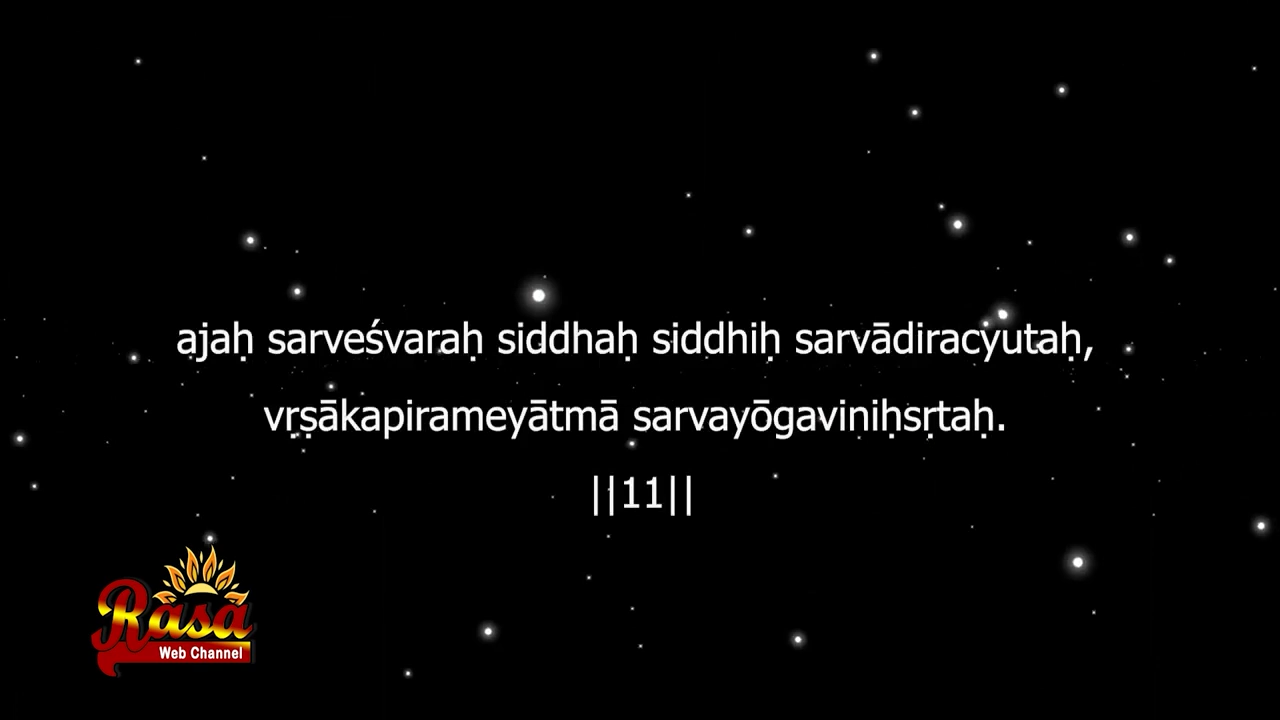 ajaḥ sarveśvaraḥ siddhaḥ siddhiḥ sarvādiracyutaḥ,
vṛṣākapirameyātmā sarvayōgaviniḥsṛtaḥ.
||11||
Rasa
Web Channel